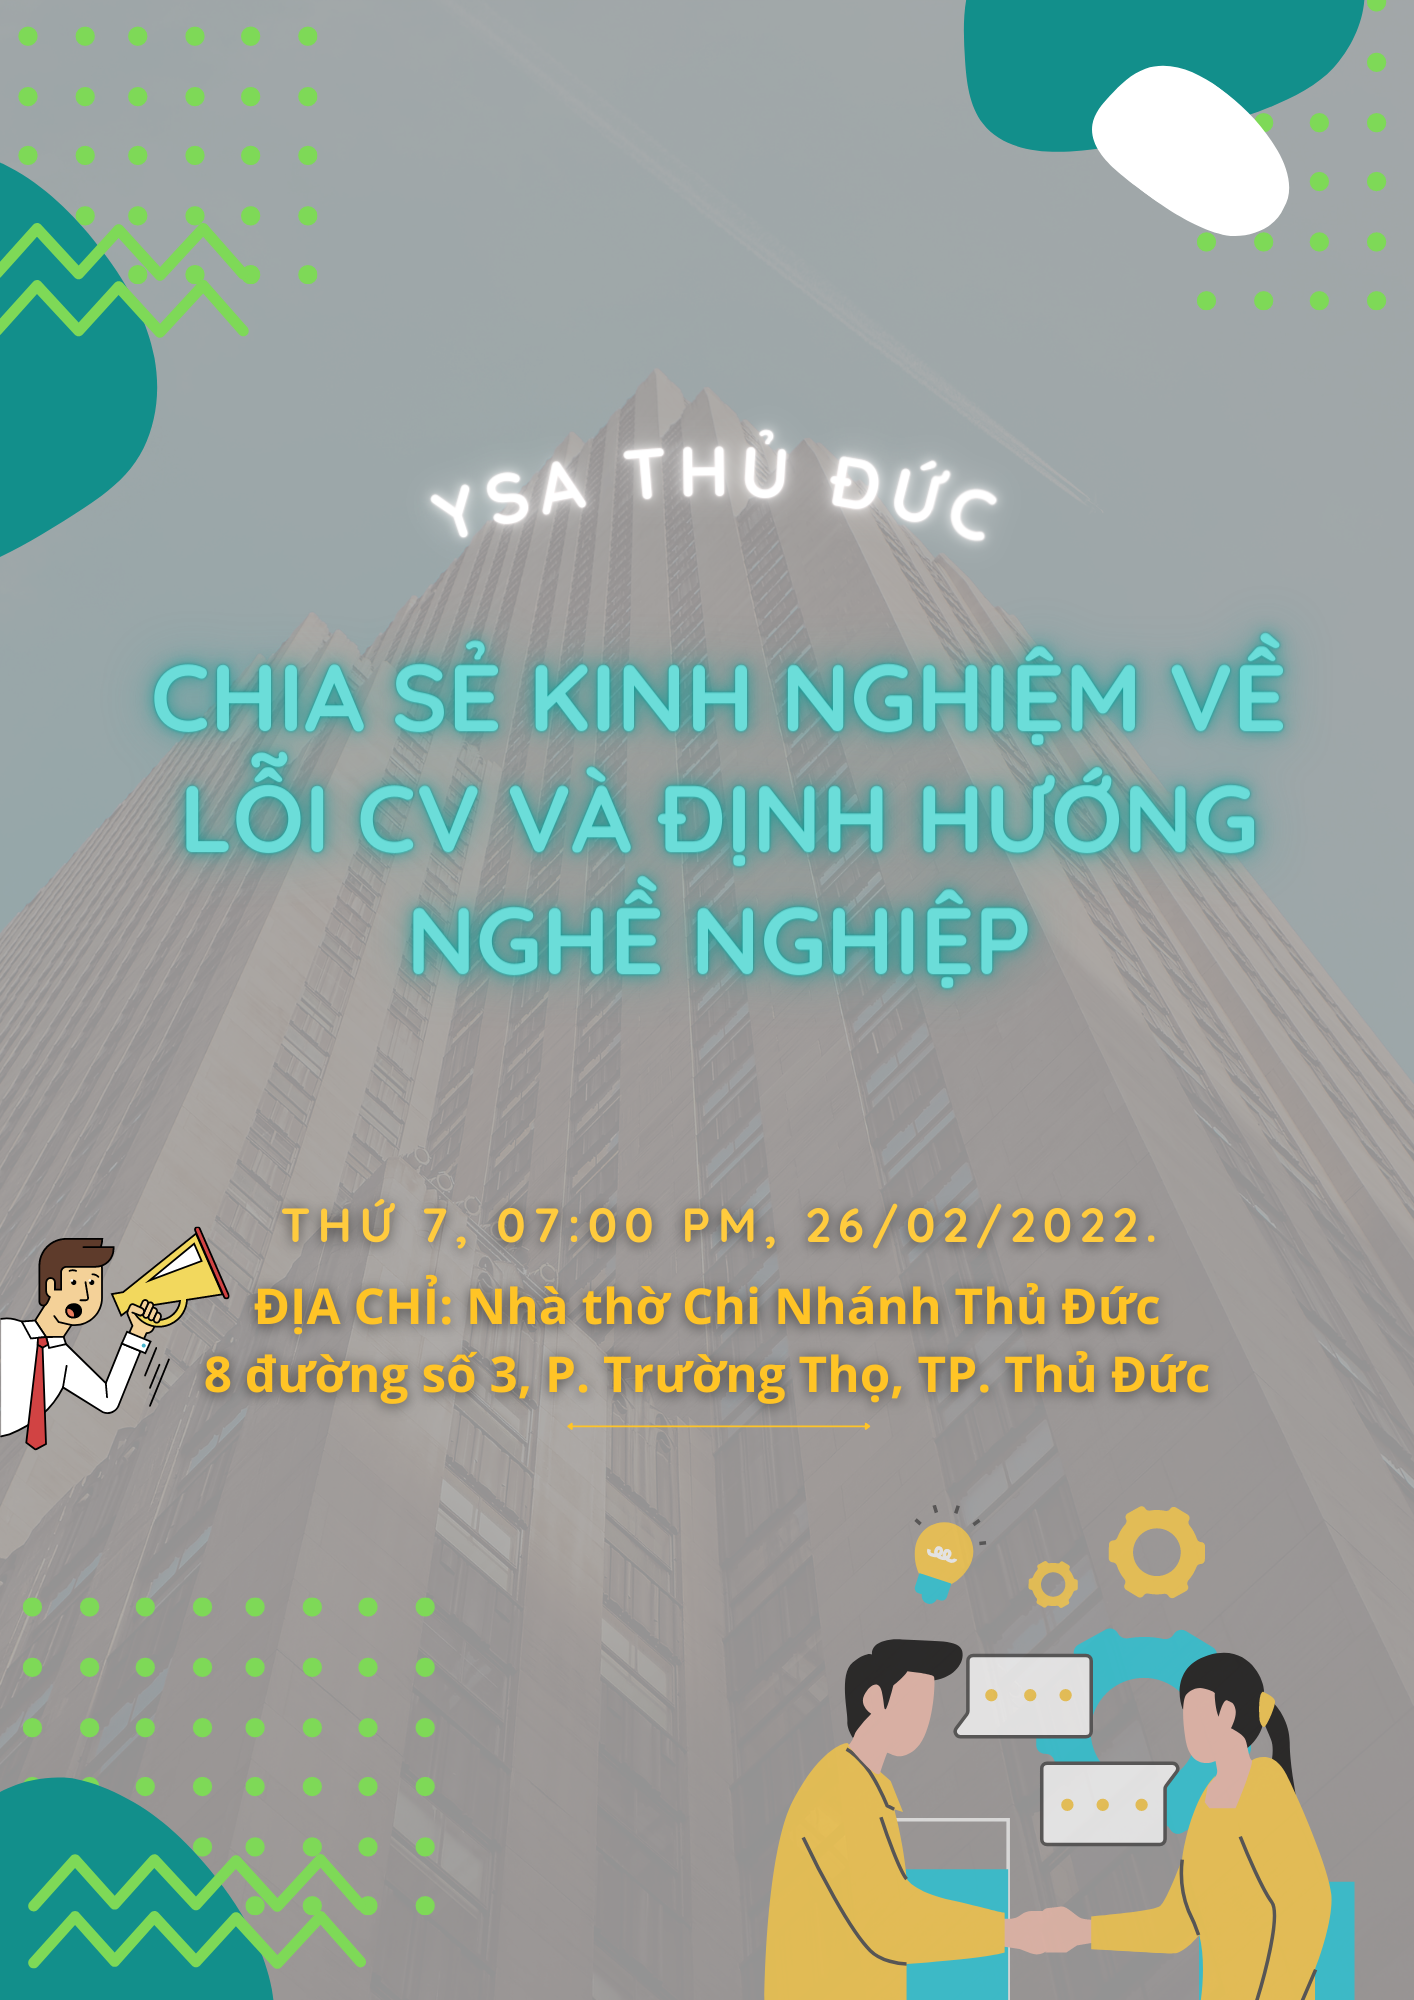 YSA THỦ ĐỨC
CHIA SẺ KINH NGHIỆM VỀ
LỖI CV VÀ ĐỊNH HƯỚNG
NGHỀ NGHIỆP
THỨ 7, 07:00 PM, 26/02/2022.
ĐỊA CHỈ: Nhà thờ Chi Nhánh Thủ Đức
8 đường số 3, P. Trường Thọ, TP. Thủ Đức